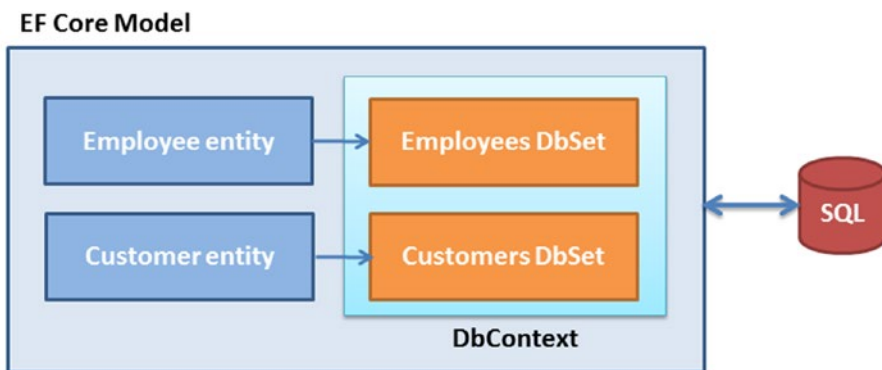 EF Core Model
Employee entity
Employees DbSet
Customer entity
Customers DbSet
DbContext
SQL